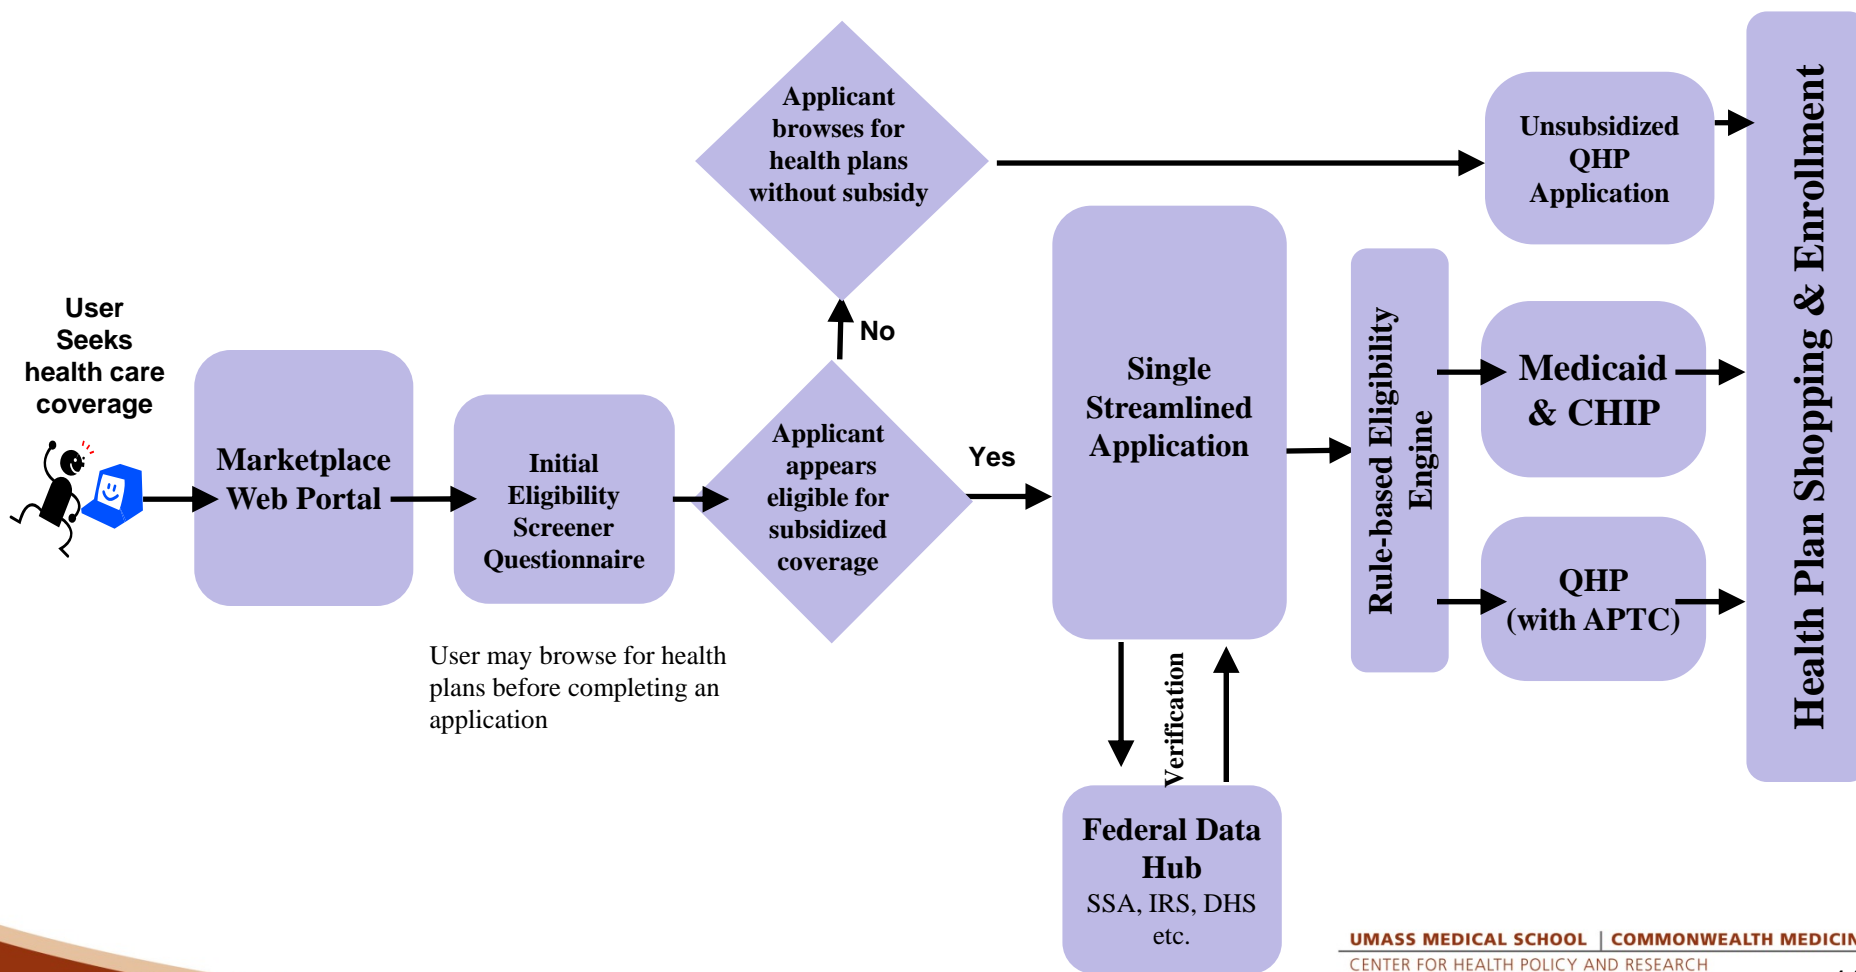 User
Seeks
health care
coverage
Marketplace
Web Portal
Initial
Eligibility
Screener
Questionnaire
User may browse for health
plans before completing an
application
Applicant
appears
eligible for
subsidized
coverage
No
Applicant
browses for
health plans
without subsidy
Yes
Single
Streamlined
Application
Verification
Federal Data
Hub
SSA, IRS, DHS
etc.
Rule-based Eligibility
Engine
Unsubsidized
QHP
Application
Medicaid
& CHIP
QHP
(with APTC)
Health Plan Shopping & Enrollment
UMASS MEDICAL SCHOOL | COMMONWEALTH MEDICIN
CENTER FOR HEALTH POLICY AND RESEARCH